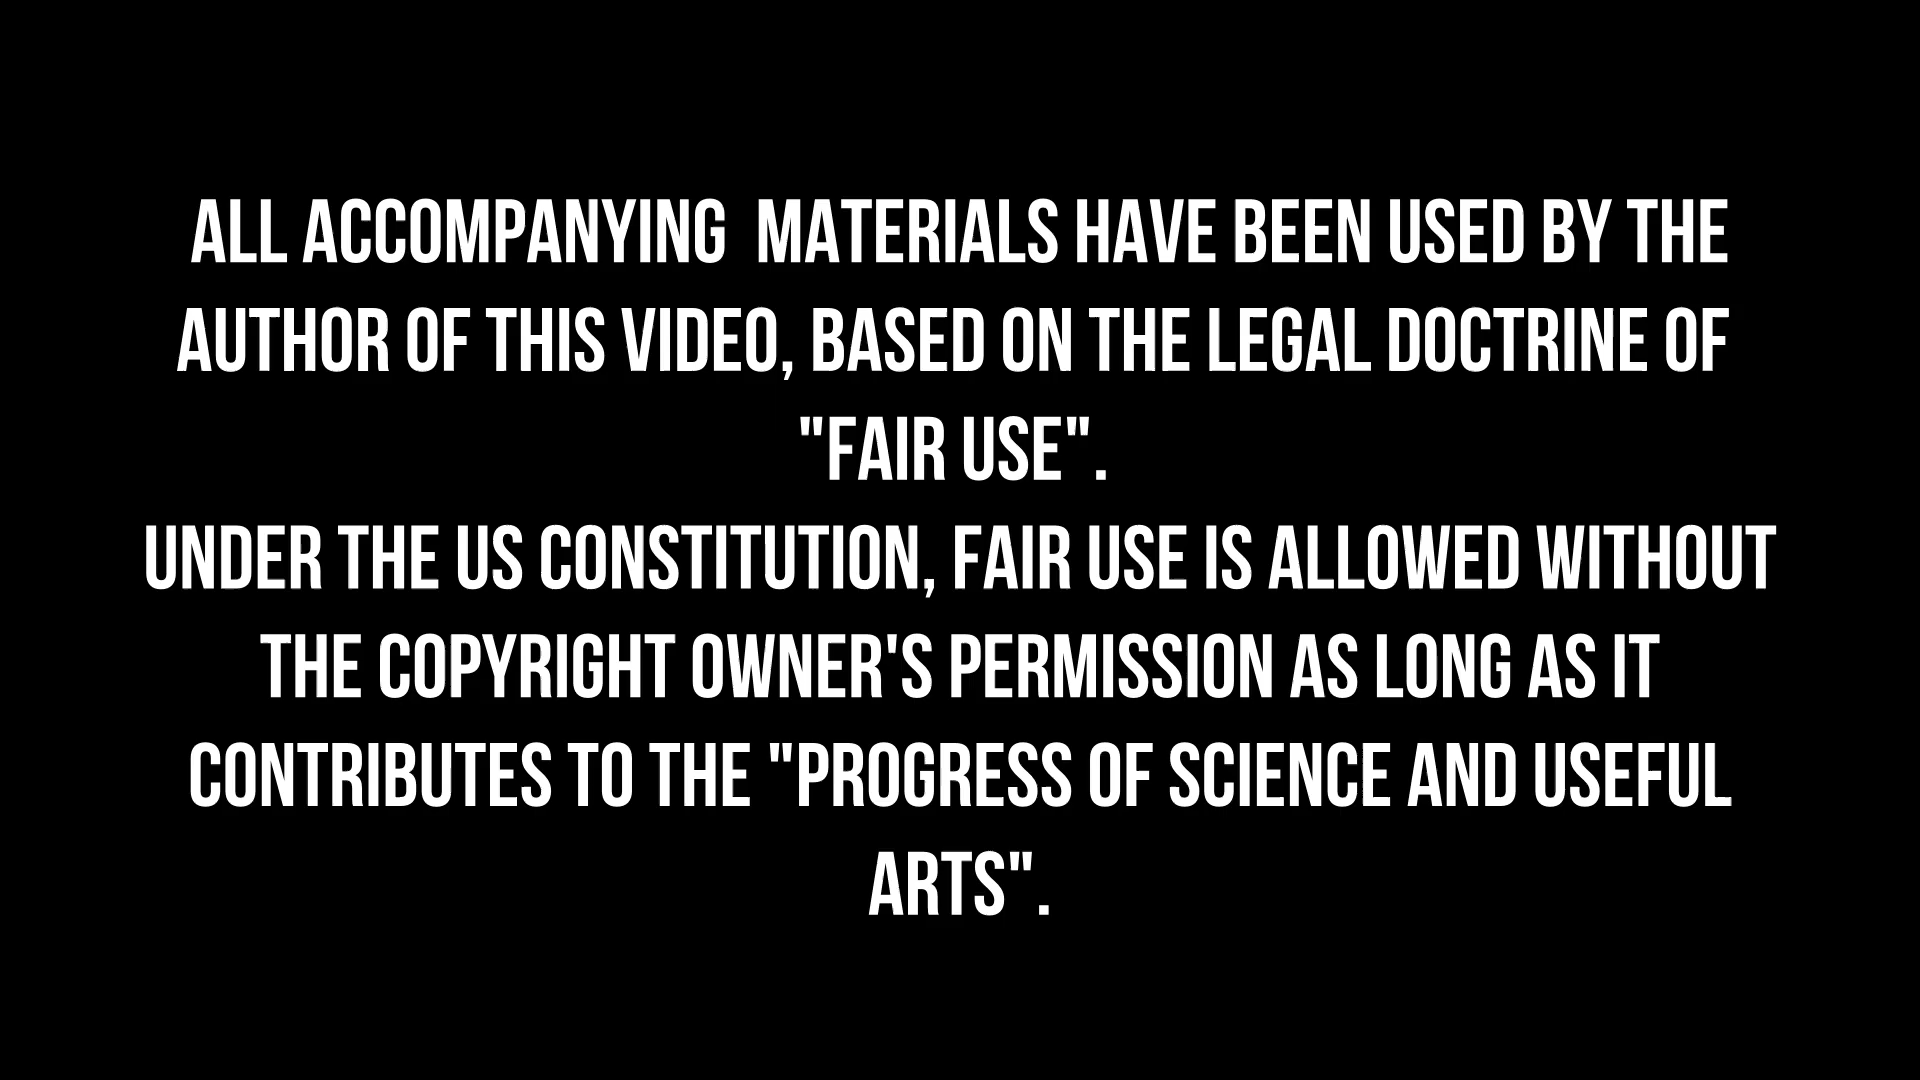 ALL ACCOMPANYING  MATERIALS HAVE BEEN USED BY THE
AUTHOR OF THIS VIDEO, BASED ON THE LEGAL DOCTRINE OF
"FAIR USE".
UNDER THE US CONSTITUTION, FAIR USE IS ALLOWED WITHOUT
THE COPYRIGHT OWNER'S PERMISSION AS LONG AS IT
CONTRIBUTES TO THE "PROGRESS OF SCIENCE AND USEFUL
ARTS".